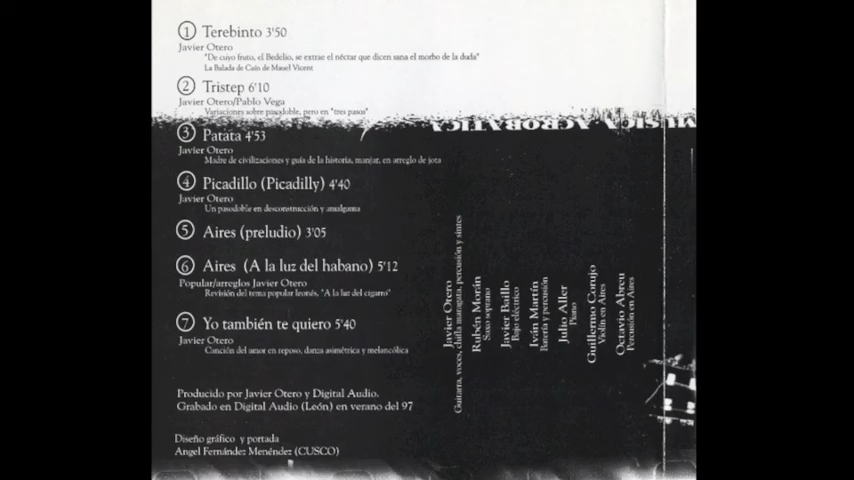 1 Terebinto 3'50
Javier Otero
"De cuyo fruto, el Bedelio, se extrae el néctar que dicen sana el morbo de la duda"
La Balada de Caín de Manel Vicent
2 Tristep 6'10
Javier Otero/Pablo Vega
Variaciones sobre pasodoble, pero en "tres pasos"
MUSICA ACROBATICA
3 Patata 4'53
Javier Otero
Madre de civilizaciones y guía de la historia, manjar, en arreglo de jota
4 Picadillo (Picadilly) 4'40
Javier Otero
Un pasodoble en desconstrucción y amalgama
5 Aires (preludio) 3'05
6 Aires (A la luz del habano) 5'12
Popular/arreglos Javier Otero
Revisión del tema popular leonés, "A la luz del cigarro"
7 Yo también te quiero 5'40
Javier Otero
Canción del amor en reposo, danza asimétrica y melancólica
Producido por Javier Otero y Digital Audio.
Grabado en Digital Audio (León) en verano del 97
Diseño gráfico y portada
Angel Fernández Menéndez (CUSCO)
Javier Otero
Guitarra, voces, chifla maragata, percusión y sintes
Rubén Morán
Saxo soprano
Javier Baillo
Bajo eléctrico
Iván Martín
Batería y percusión
Julio Aller
Piano
Guillermo Corujo
Violín en Aires
Octavio Abreu
Percusión en Aires